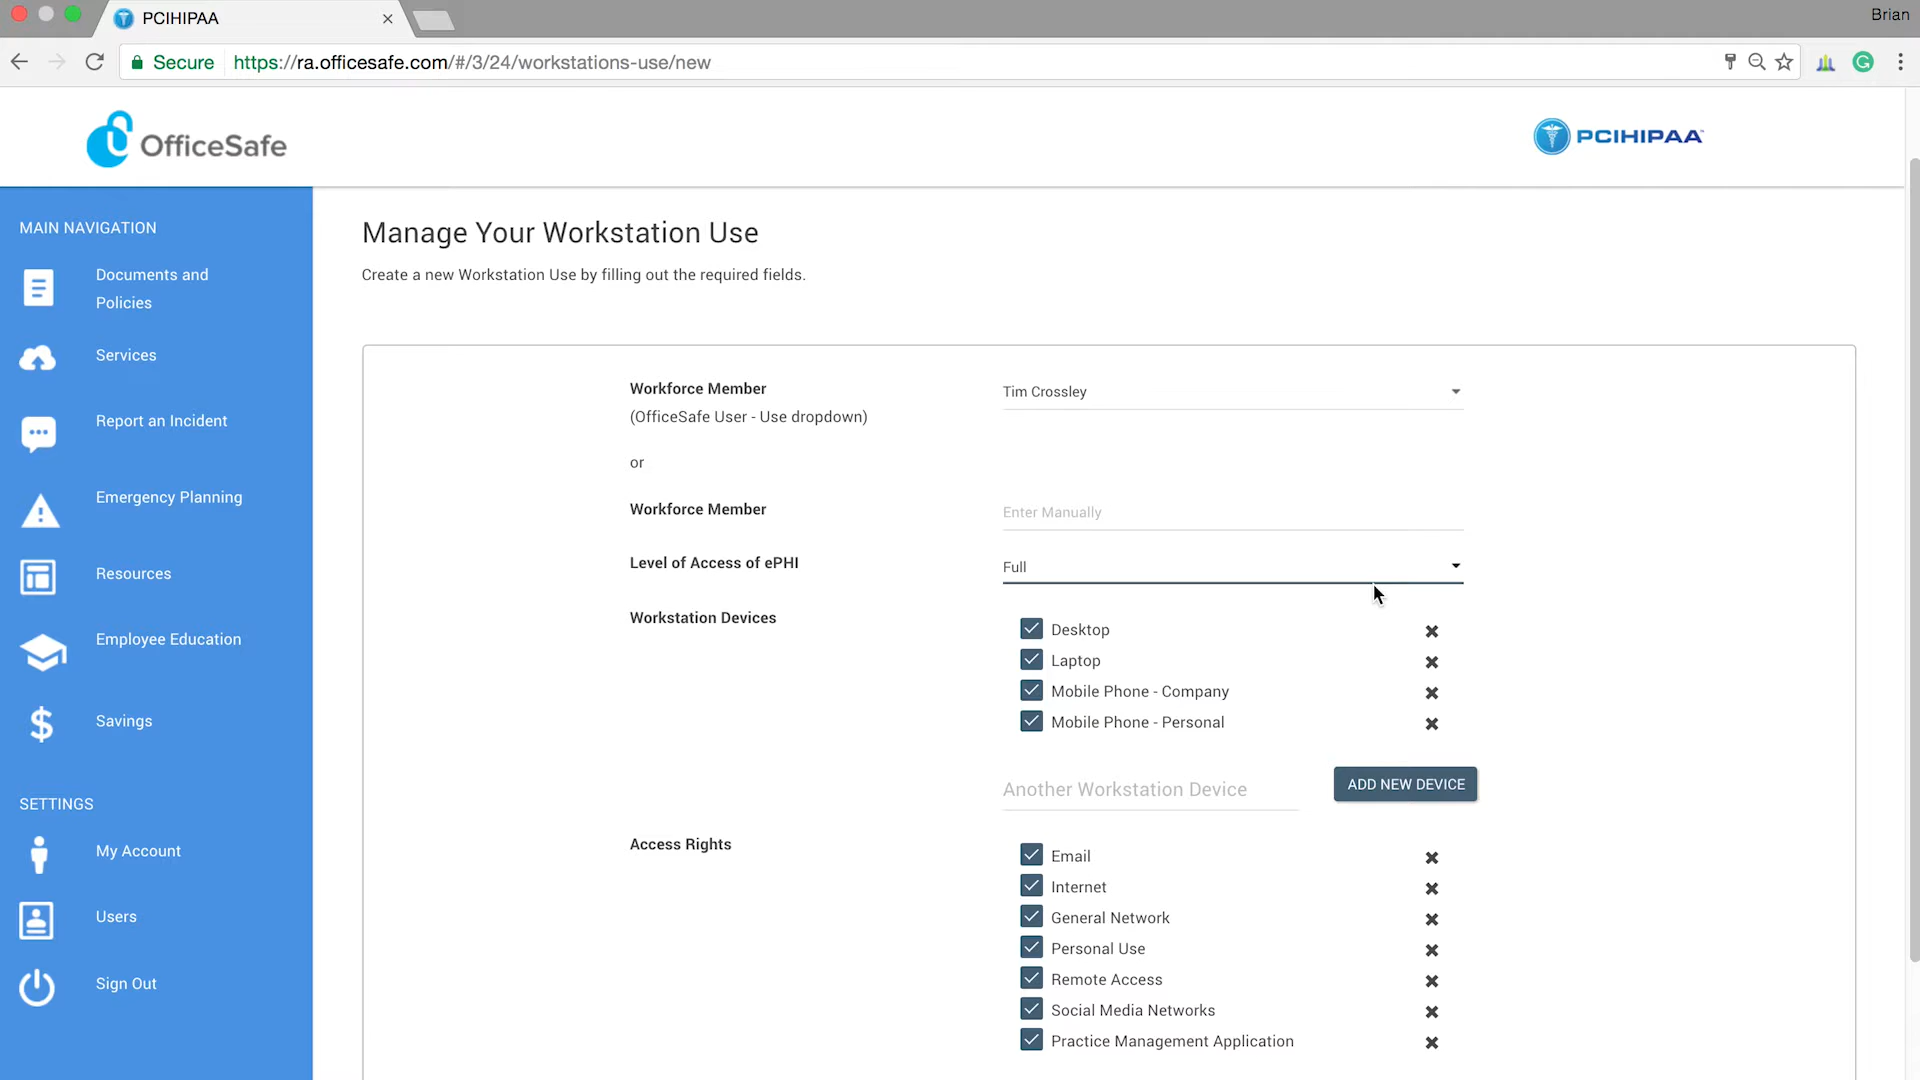 PCIHIPAA
Brian
Secure https://ra.officesafe.com/#/3/24/workstations-use/new
OfficeSafe
PCIHIPAA
MAIN NAVIGATION
Documents and
Policies
Services
Report an Incident
Emergency Planning
Resources
Employee Education
Savings
SETTINGS
My Account
Users
Sign Out
Manage Your Workstation Use
Create a new Workstation Use by filling out the required fields.
Workforce Member
(OfficeSafe User - Use dropdown)
Tim Crossley
or
Workforce Member
Enter Manually
Level of Access of ePHI
Full
Workstation Devices
Desktop
Laptop
Mobile Phone - Company
Mobile Phone - Personal
Another Workstation Device
ADD NEW DEVICE
Access Rights
Email
Internet
General Network
Personal Use
Remote Access
Social Media Networks
Practice Management Application